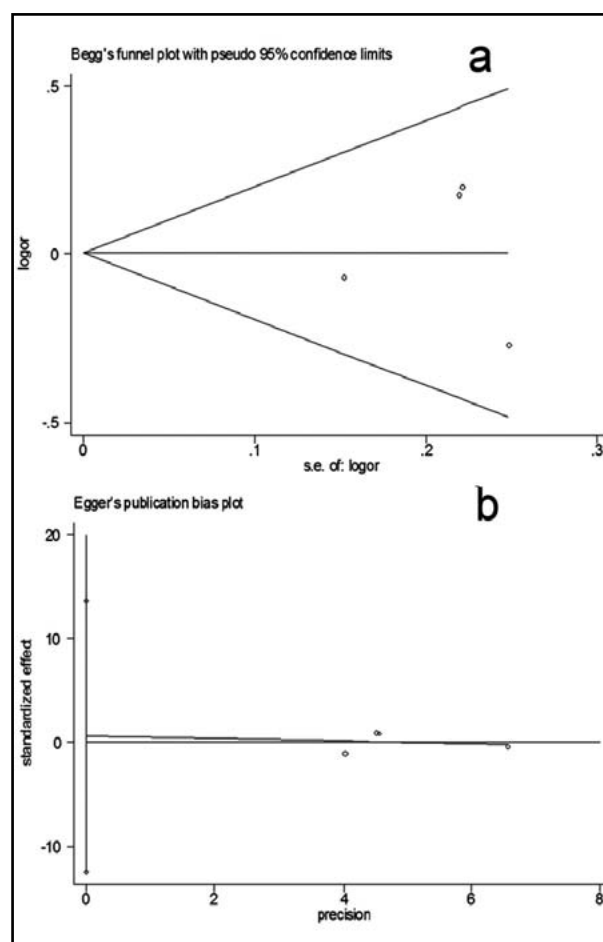 Begg's funnel plot with pseudo 95% confidence limits
a
.5
0
-.5
logor
0
.1
.2
.3
s.e. of: logor
Egger's publication bias plot
b
20
10
0
-10
standardized effect
0
2
4
6
8
precision